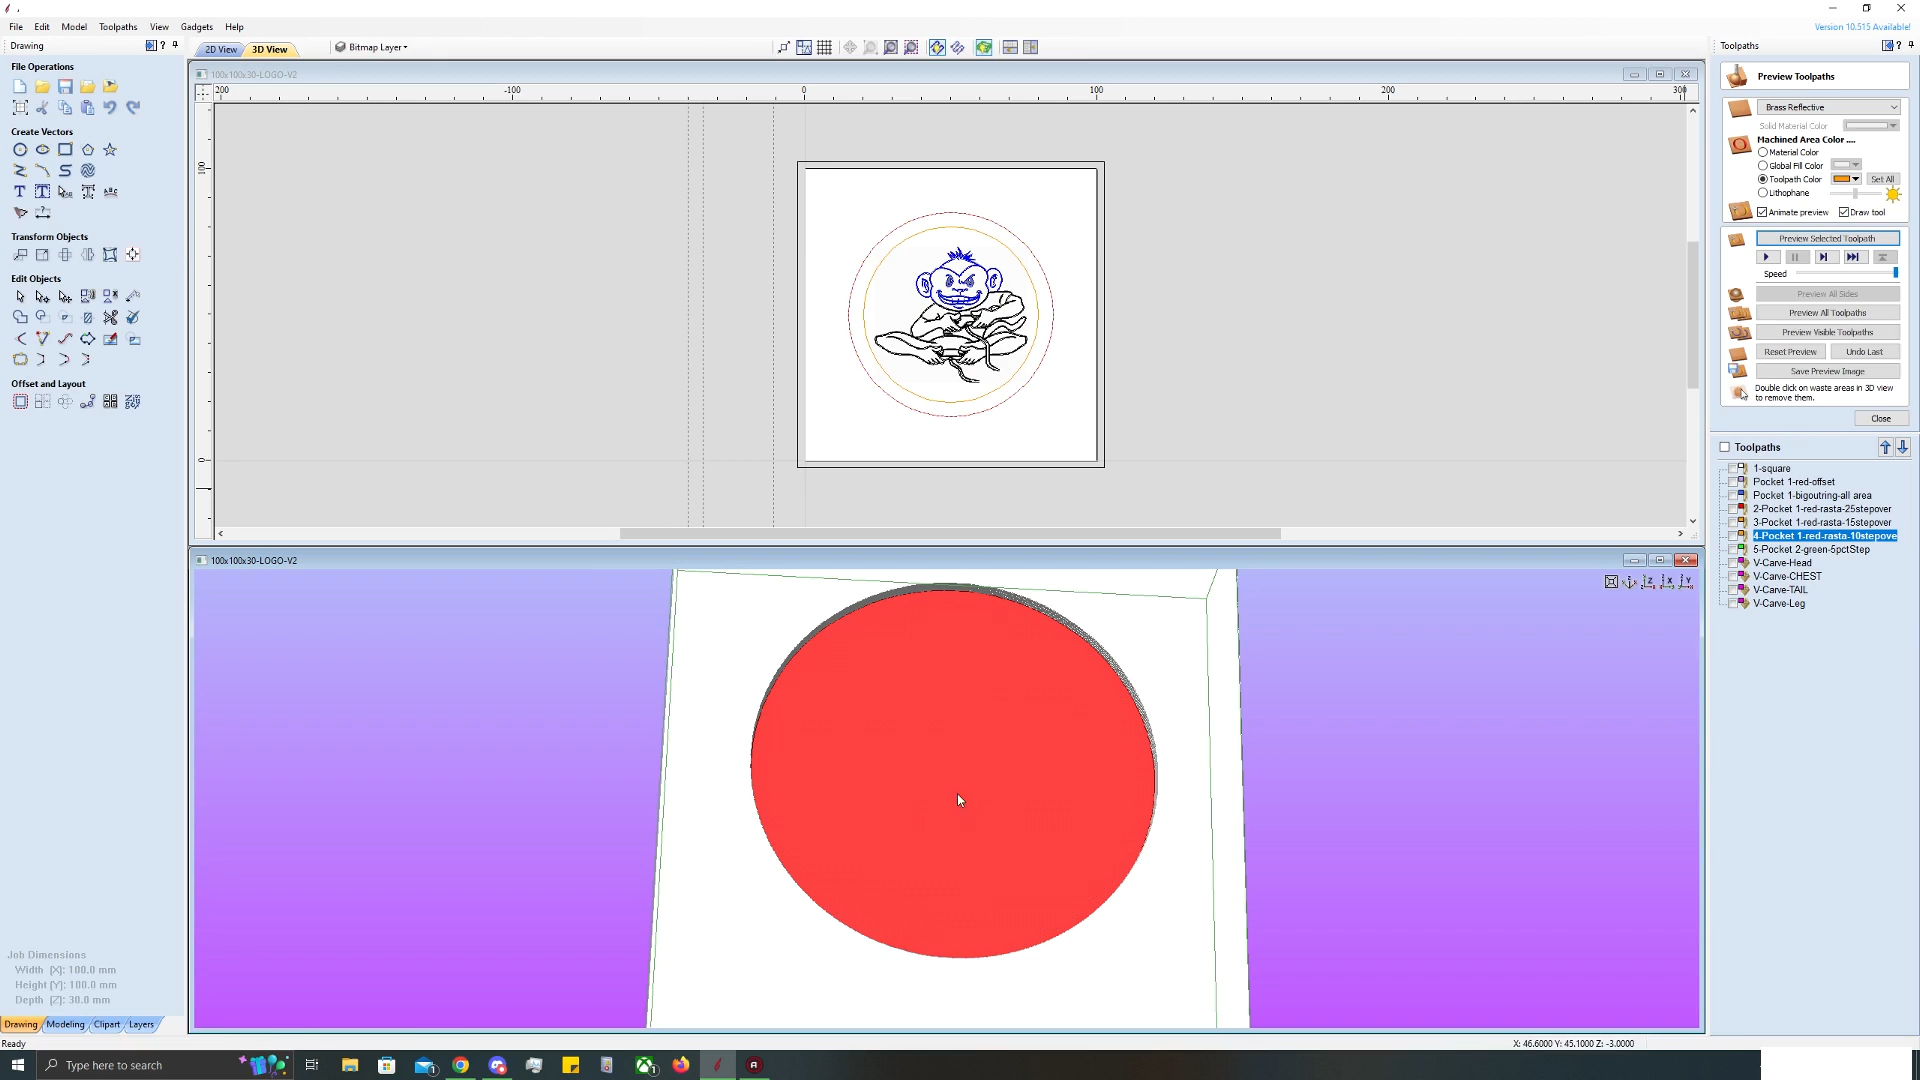 File Edit Model Toolpaths View Gadgets Help
Version 10.515 Available!
Drawing
2D View 3D View Bitmap Layer
Toolpaths
File Operations
Create Vectors
Transform Objects
Edit Objects
Offset and Layout
Job Dimensions
Width (X): 100.0 mm
Height (Y): 100.0 mm
Depth (Z): 30.0 mm
Drawing Modeling Clipart Layers
Ready
100x100x30-LOGO-V2
200 -100 0 100 200 300
100
0
100x100x30-LOGO-V2
Preview Toolpaths
Brass Reflective
Solid Material Color
Machined Area Color ....
Material Color
Global Fill Color
Toolpath Color Set All
Lithophane
Animate preview Draw tool
Preview Selected Toolpath
Speed
Preview All Sides
Preview All Toolpaths
Preview Visible Toolpaths
Reset Preview Undo Last
Save Preview Image
Double click on waste areas in 3D view
to remove them.
Close
Toolpaths
1-square
Pocket 1-red-offset
Pocket 1-bigoutring-all area
2-Pocket 1-red-rasta-25stepover
3-Pocket 1-red-rasta-15stepover
4-Pocket 1-red-rasta-10stepove
5-Pocket 2-green-5pctStep
V-Carve-Head
V-Carve-CHEST
V-Carve-TAIL
V-Carve-Leg
X: 46.6000 Y: 45.1000 Z: -3.0000
Type here to search